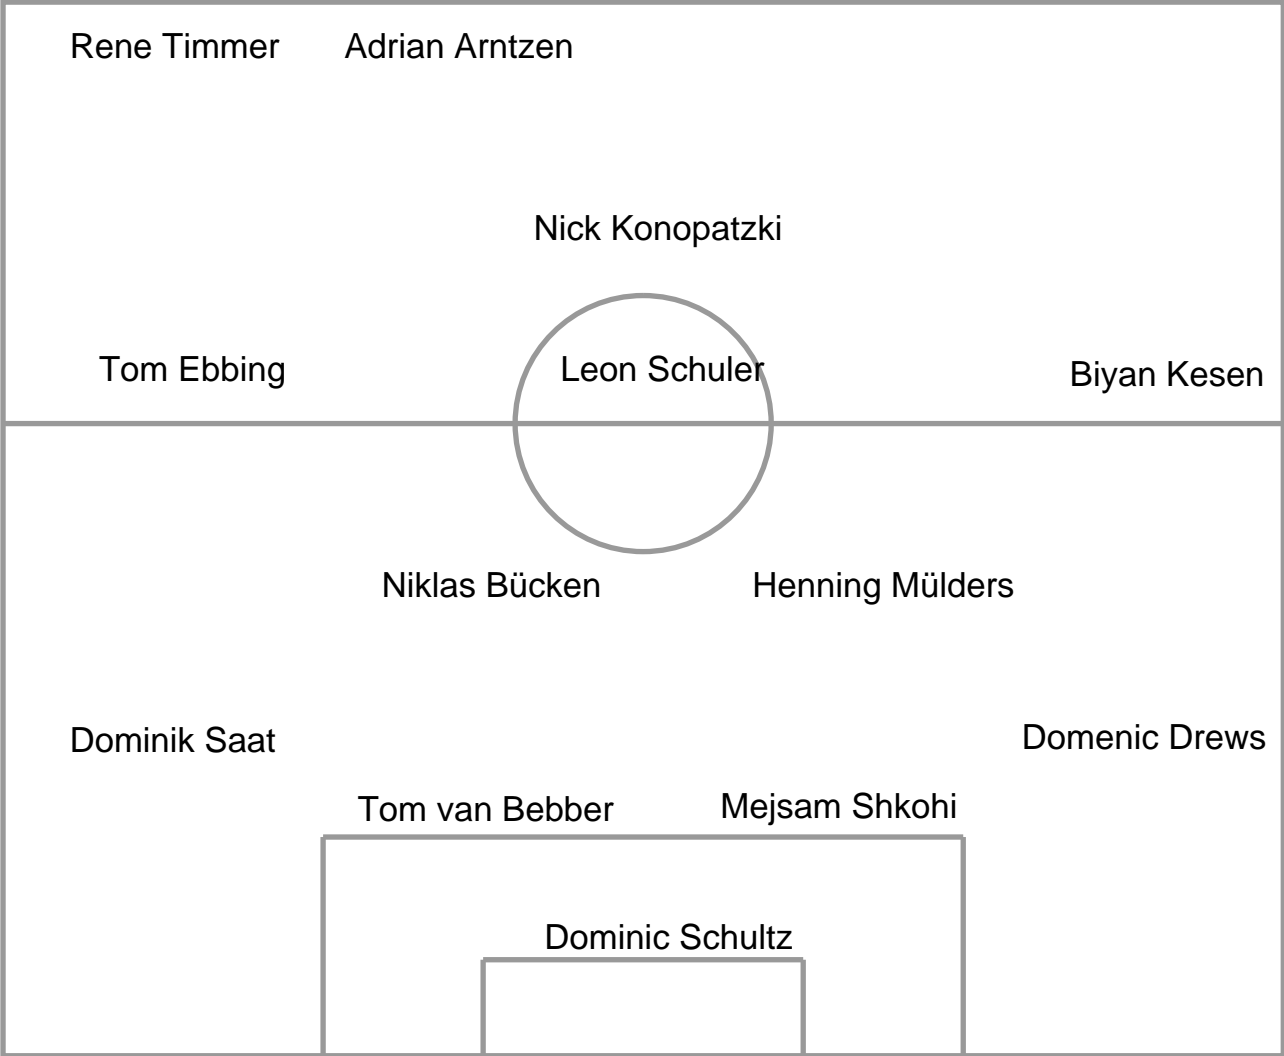 Rene Timmer
Adrian Arntzen
Nick Konopatzki
Tom Ebbing
Leon Schuler
Biyan Kesen
Niklas Bücken
Henning Mülders
Dominik Saat
Domenic Drews
Tom van Bebber
Mejsam Shkohi
Dominic Schultz